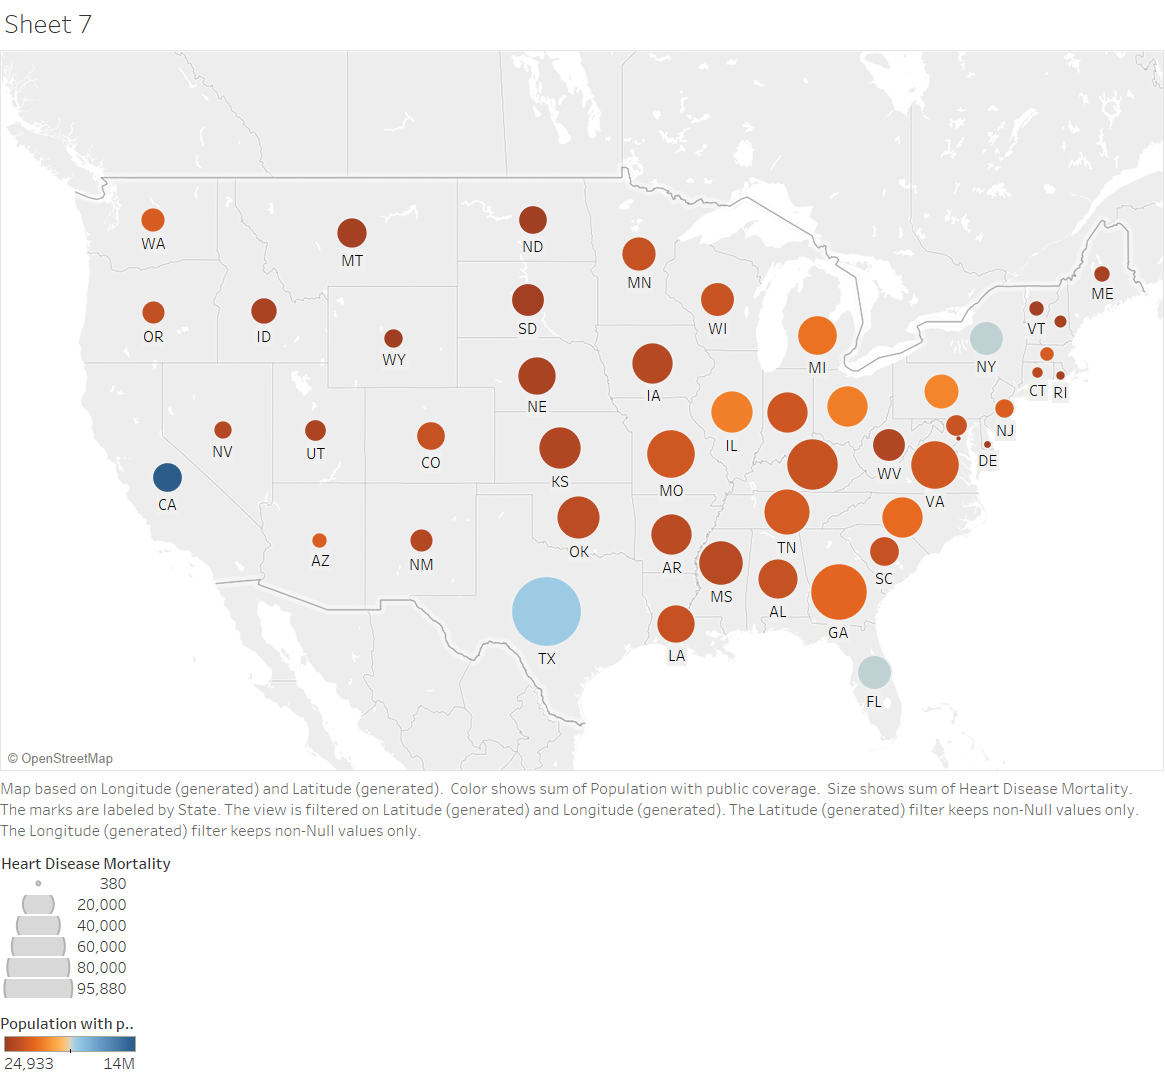 Sheet 7
WA
MT
ND
MN
ME
OR
ID
SD
WI
VT
WY
MI
NY
NE
IA
CT
RI
NV
UT
CO
IL
NJ
KS
WV
DE
CA
MO
VA
AZ
NM
OK
TN
AR
SC
MS
AL
GA
TX
LA
FL
© OpenStreetMap
Map based on Longitude (generated) and Latitude (generated). Color shows sum of Population with public coverage. Size shows sum of Heart Disease Mortality.
The marks are labeled by State. The view is filtered on Latitude (generated) and Longitude (generated). The Latitude (generated) filter keeps non-Null values only.
The Longitude (generated) filter keeps non-Null values only.
Heart Disease Mortality
380
20,000
40,000
60,000
80,000
95,880
Population with p..
24,933 14M